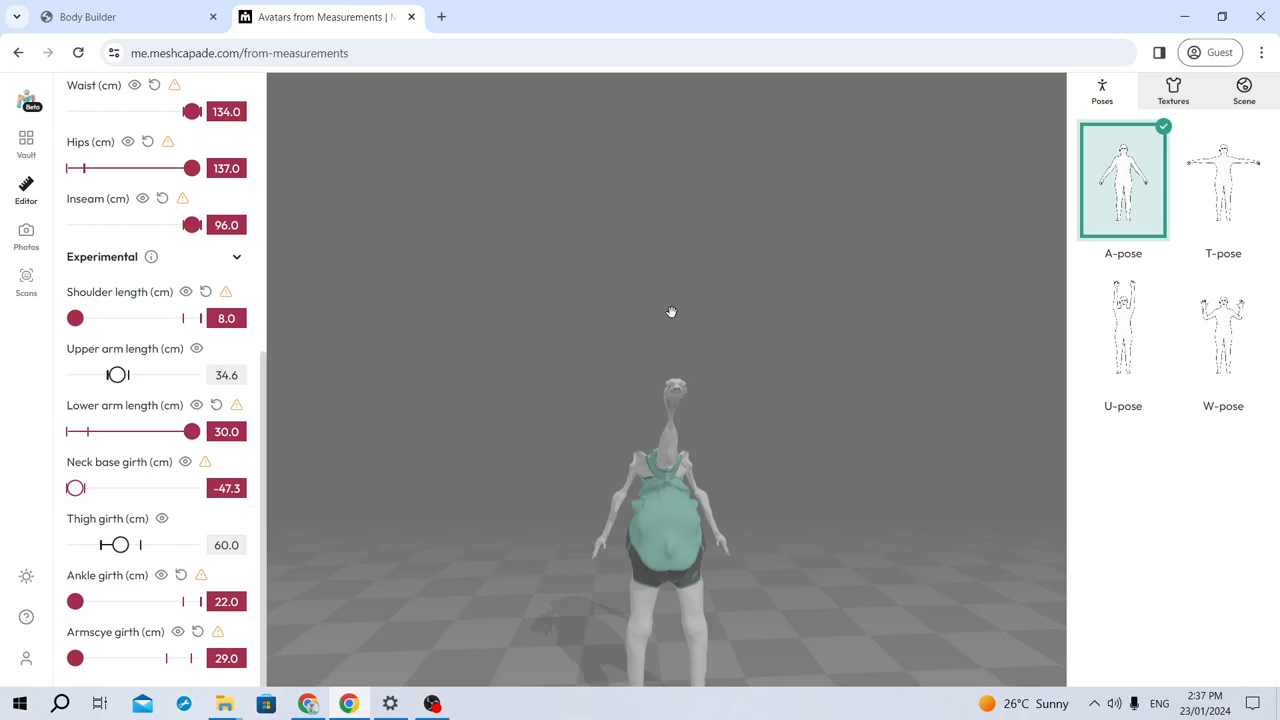 Body Builder
Avatars from Measurements | M
me.meshcapade.com/from-measurements
Guest
Beta
Vault
Editor
Photos
Scans
Waist (cm)
134.0
Hips (cm)
137.0
Inseam (cm)
96.0
Experimental
Shoulder length (cm)
8.0
Upper arm length (cm)
34.6
Lower arm length (cm)
30.0
Neck base girth (cm)
-47.3
Thigh girth (cm)
60.0
Ankle girth (cm)
22.0
Armscye girth (cm)
29.0
Poses
Textures
Scene
A-pose
T-pose
U-pose
W-pose
26°C Sunny
ENG
2:37 PM
23/01/2024